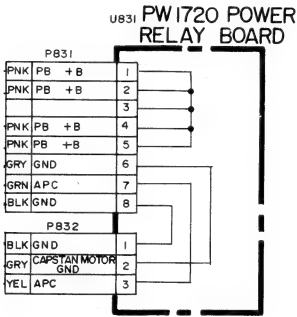 U831 PW1720 POWER
RELAY BOARD
P831
PNK PB +B 1
PNK PB +B 2
3
PNK PB +B 4
PNK PB +B 5
GRY GND 6
GRN APC 7
BLK GND 8
P832
BLK GND 1
GRY CAPSTAN MOTOR GND 2
YEL APC 3